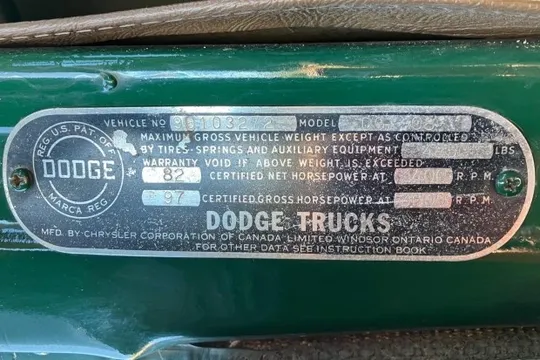 VEHICLE Nº MODEL
MAXIMUM GROSS VEHICLE WEIGHT EXCEPT AS CONTROLLED
BY TIRES-SPRINGS AND AUXILIARY EQUIPMENT LBS.
WARRANTY VOID IF ABOVE WEIGHT IS EXCEEDED
82 CERTIFIED NET HORSEPOWER AT R.P.M.
97 CERTIFIED GROSS HORSEPOWER AT R.P.M.
REG. U.S. PAT. OFF.
DODGE
MARCA REG.
DODGE TRUCKS
MFD. BY CHRYSLER CORPORATION OF CANADA LIMITED WINDSOR ONTARIO CANADA
FOR OTHER DATA SEE INSTRUCTION BOOK